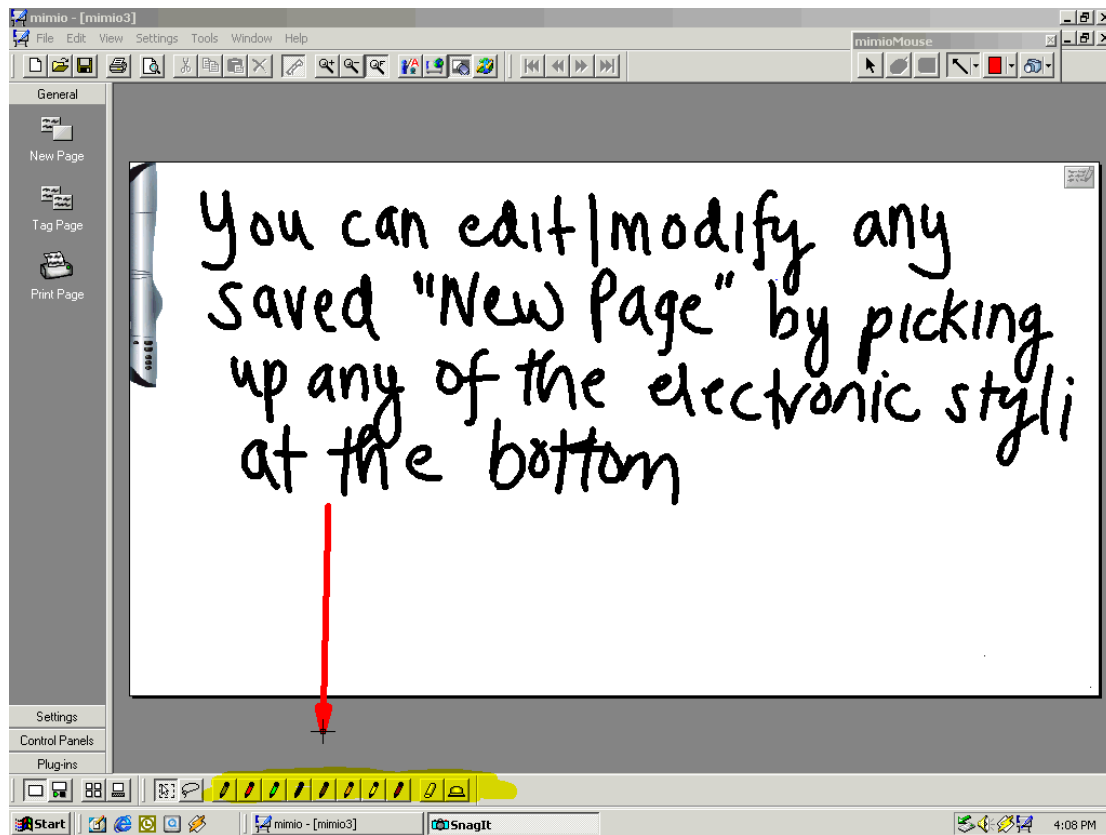 mimio - [mimio3]
File Edit View Settings Tools Window Help
mimioMouse
General
New Page
Tag Page
Print Page
You can edit/modify any
saved "New Page" by picking
up any of the electronic styli
at the bottom
Settings
Control Panels
Plug-ins
Start
mimio - [mimio3]
SnagIt
4:08 PM